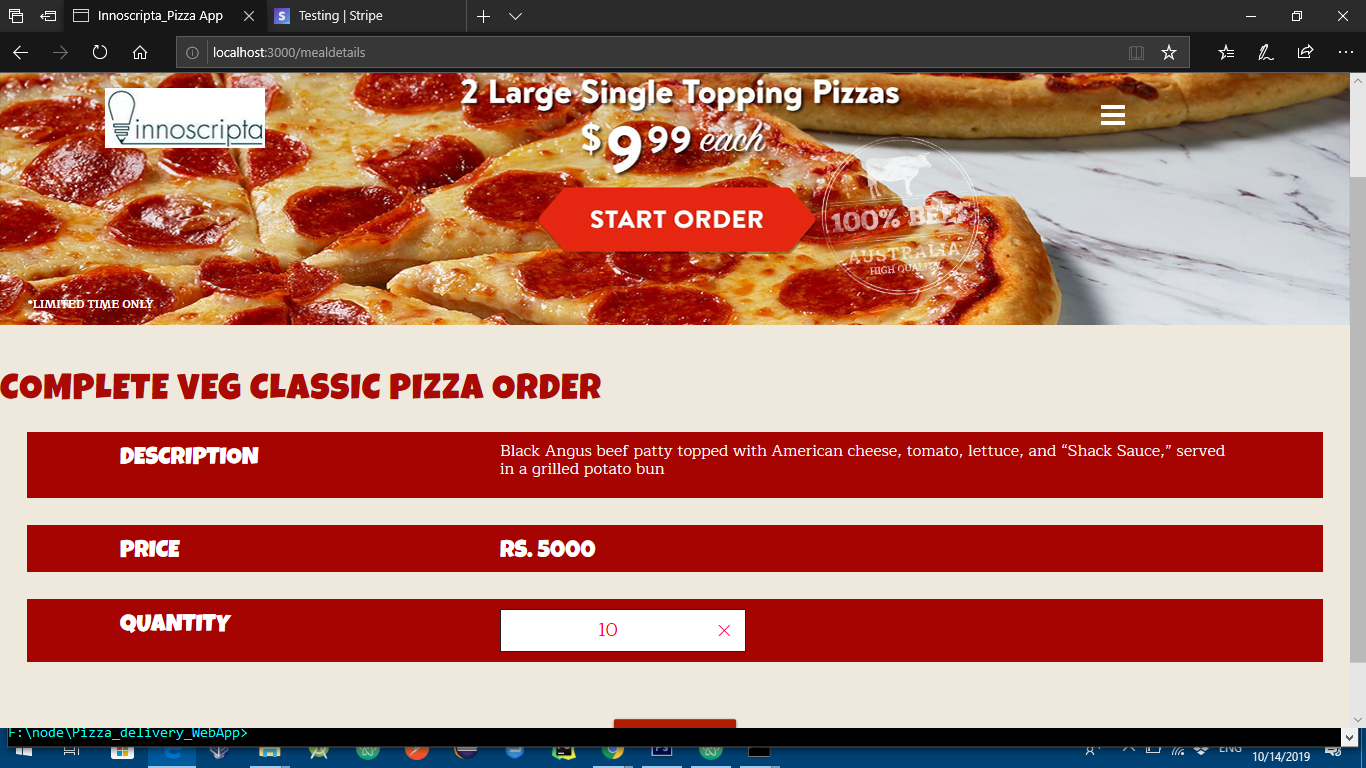 Innoscripta_Pizza App
Testing | Stripe
localhost:3000/mealdetails
innoscripta
2 Large Single Topping Pizzas
$9.99 each
START ORDER
100% BEEF
AUSTRALIA
HIGH QUALITY
*LIMITED TIME ONLY
COMPLETE VEG CLASSIC PIZZA ORDER
DESCRIPTION
Black Angus beef patty topped with American cheese, tomato, lettuce, and “Shack Sauce,” served
in a grilled potato bun
PRICE
RS. 5000
QUANTITY
10
F:\node\Pizza_delivery_WebApp>
ENG
10/14/2019